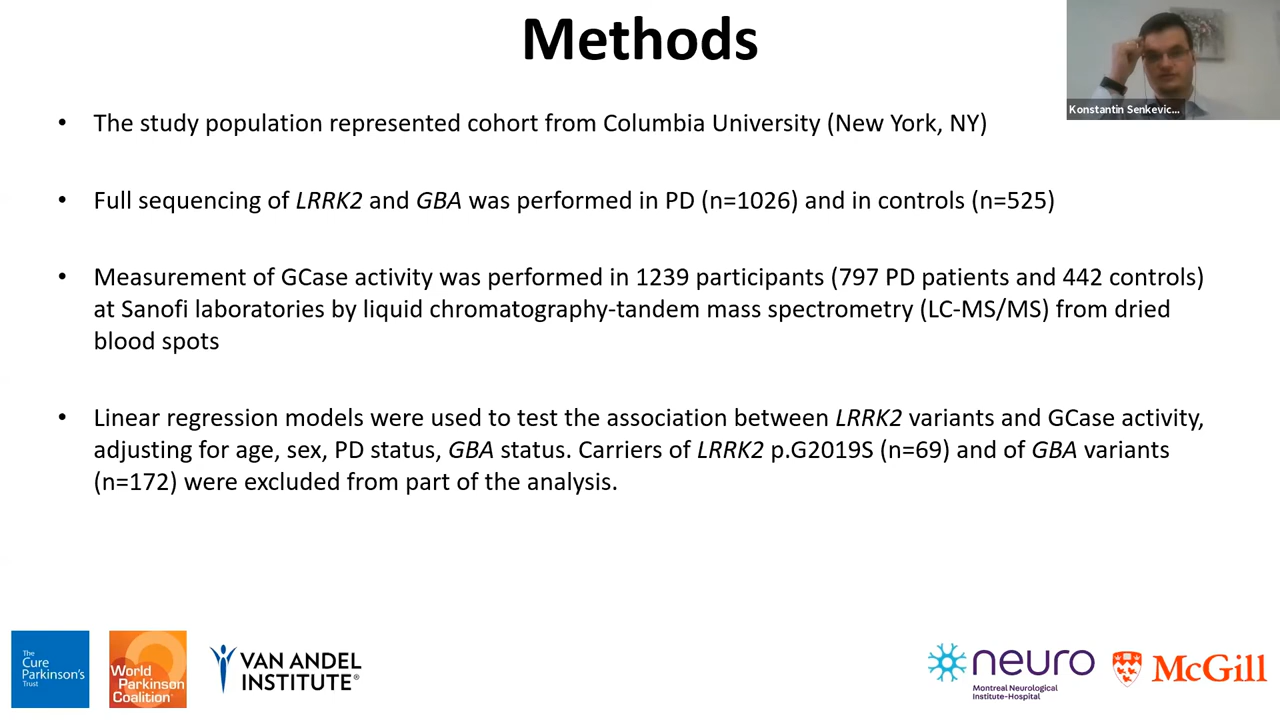 Methods
Konstantin Senkevic...
• The study population represented cohort from Columbia University (New York, NY)
• Full sequencing of LRRK2 and GBA was performed in PD (n=1026) and in controls (n=525)
• Measurement of GCase activity was performed in 1239 participants (797 PD patients and 442 controls)
at Sanofi laboratories by liquid chromatography-tandem mass spectrometry (LC-MS/MS) from dried
blood spots
• Linear regression models were used to test the association between LRRK2 variants and GCase activity,
adjusting for age, sex, PD status, GBA status. Carriers of LRRK2 p.G2019S (n=69) and of GBA variants
(n=172) were excluded from part of the analysis.
The
Cure
Parkinson's
Trust
World
Parkinson
Coalition
VAN ANDEL
INSTITUTE®
neuro
Montreal Neurological
Institute-Hospital
McGill